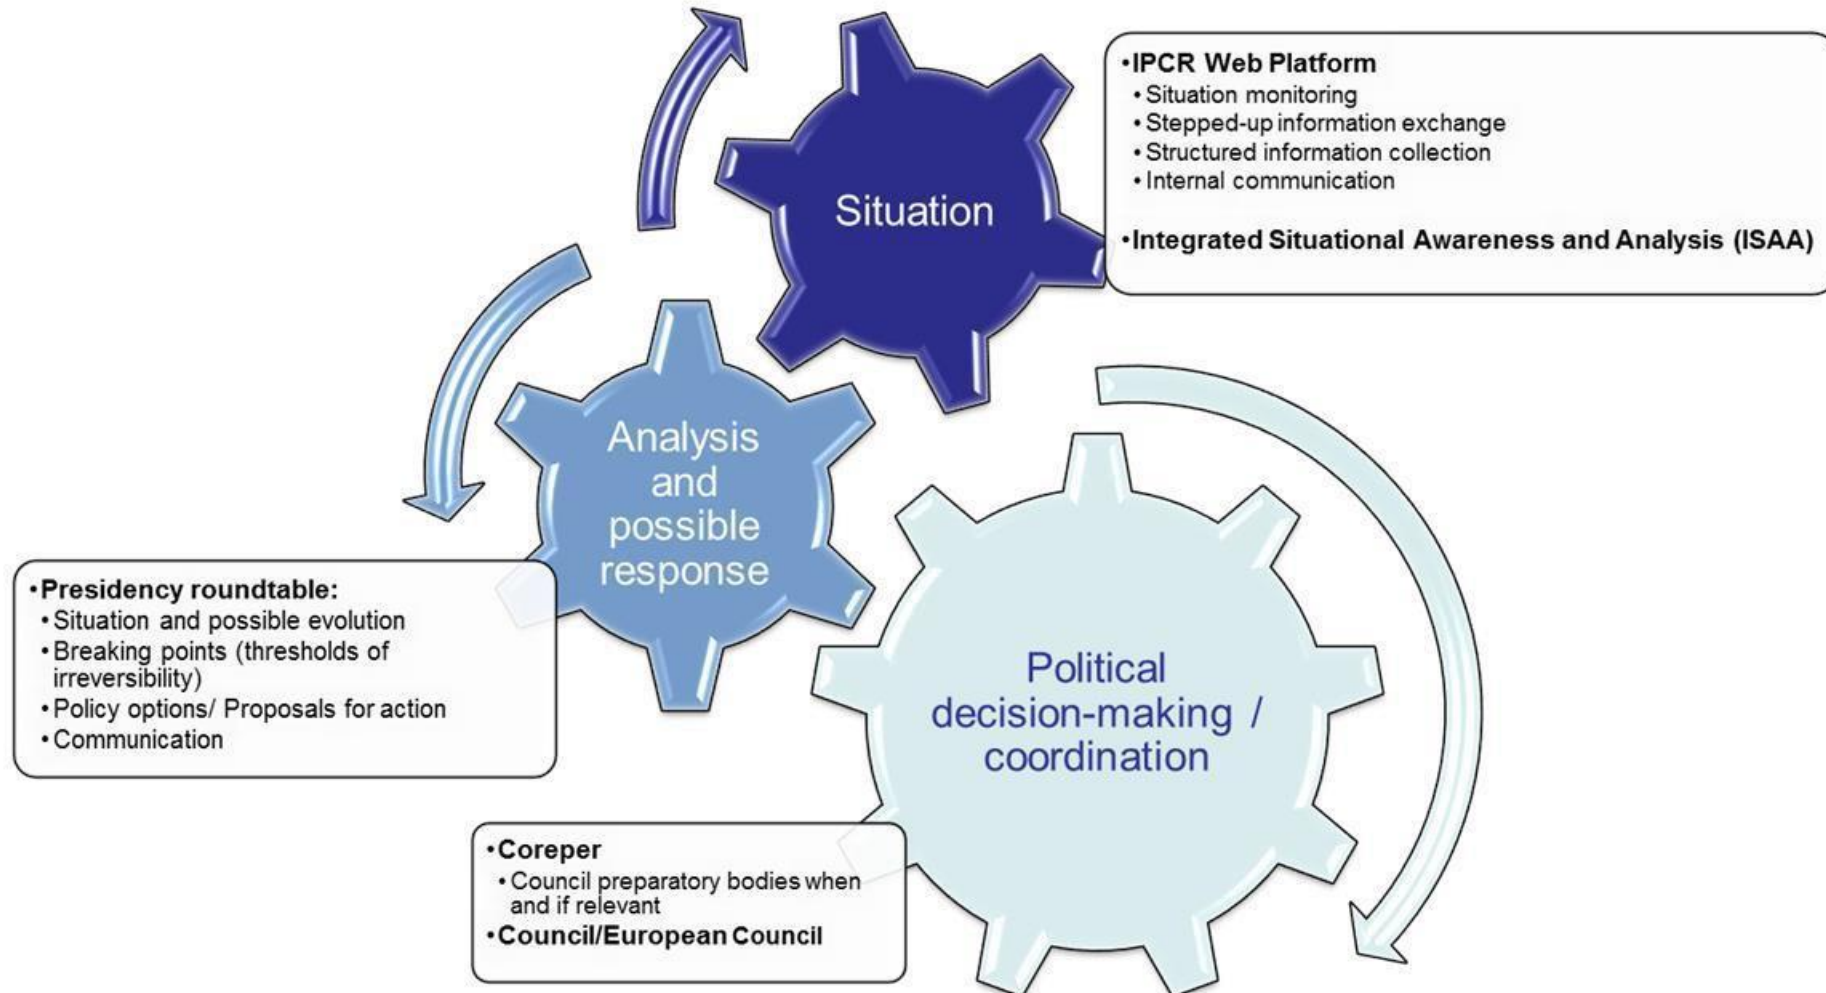 Situation
•IPCR Web Platform
•Situation monitoring
•Stepped-up information exchange
•Structured information collection
•Internal communication
•Integrated Situational Awareness and Analysis (ISAA)
Analysis
and
possible
response
•Presidency roundtable:
•Situation and possible evolution
•Breaking points (thresholds of
irreversibility)
•Policy options/ Proposals for action
•Communication
Political
decision-making /
coordination
•Coreper
•Council preparatory bodies when
and if relevant
•Council/European Council